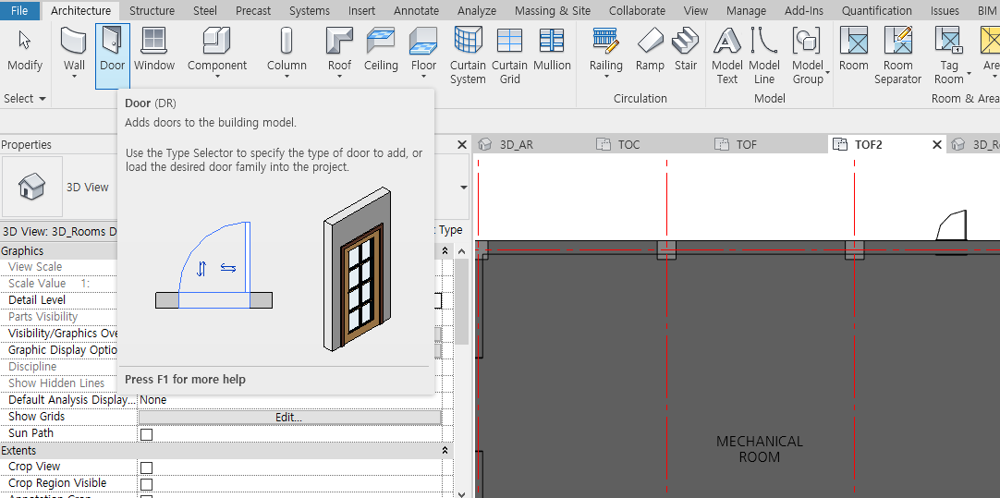 File Architecture Structure Steel Precast Systems Insert Annotate Analyze Massing & Site Collaborate View Manage Add-Ins Quantification Issues BIM
Modify Wall Door Window Component Column Roof Ceiling Floor Curtain System Curtain Grid Mullion Railing Ramp Stair Model Text Model Line Model Group Room Room Separator Tag Room
Select Circulation Model Room & Area
Door (DR)
Adds doors to the building model.
Use the Type Selector to specify the type of door to add, or
load the desired door family into the project.
Press F1 for more help
Properties
3D View
3D View: 3D_Rooms D
Type
Graphics
View Scale
Scale Value 1:
Detail Level
Parts Visibility
Visibility/Graphics Ove
Graphic Display Optio
Discipline
Show Hidden Lines
Default Analysis Display... None
Show Grids Edit...
Sun Path
Extents
Crop View
Crop Region Visible
3D_AR TOC TOF TOF2
MECHANICAL
ROOM